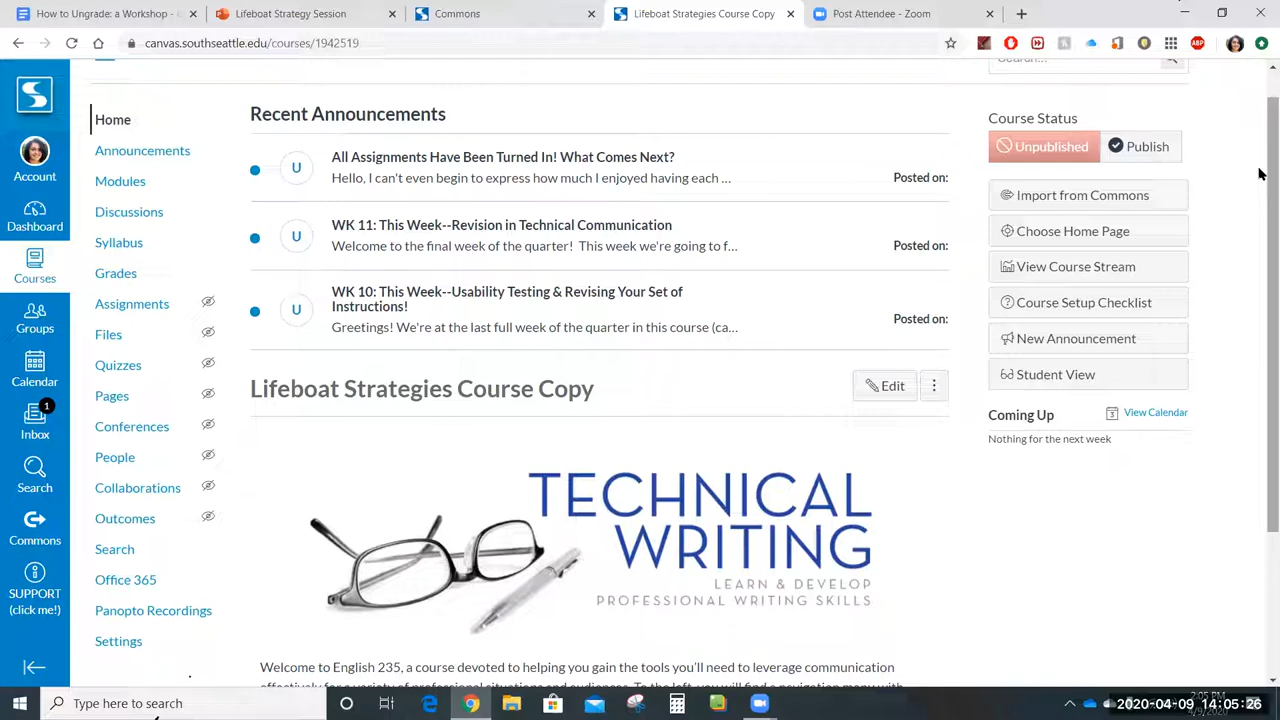 How to Ungrade: a Workshop - G
Lifeboat Strategy Session
Commons
Lifeboat Strategies Course Copy
Post Attendee - Zoom
canvas.southseattle.edu/courses/1942519
ABP
Account
Dashboard
Courses
Groups
Calendar
1
Inbox
Search
Commons
SUPPORT
(click me!)
Home
Announcements
Modules
Discussions
Syllabus
Grades
Assignments
Files
Quizzes
Pages
Conferences
People
Collaborations
Outcomes
Search
Office 365
Panopto Recordings
Settings
Recent Announcements
U
All Assignments Have Been Turned In! What Comes Next?
Hello, I can't even begin to express how much I enjoyed having each ...
Posted on:
U
WK 11: This Week--Revision in Technical Communication
Welcome to the final week of the quarter! This week we're going to f...
Posted on:
U
WK 10: This Week--Usability Testing & Revising Your Set of
Instructions!
Greetings! We're at the last full week of the quarter in this course (ca...
Posted on:
Lifeboat Strategies Course Copy
Edit
TECHNICAL
WRITING
LEARN & DEVELOP
PROFESSIONAL WRITING SKILLS
Welcome to English 235, a course devoted to helping you gain the tools you'll need to leverage communication
Search...
Course Status
Unpublished
Publish
Import from Commons
Choose Home Page
View Course Stream
Course Setup Checklist
New Announcement
Student View
Coming Up
3
View Calendar
Nothing for the next week
Type here to search
2:05 PM
2020-04-09 14:05:26
4/9/2020